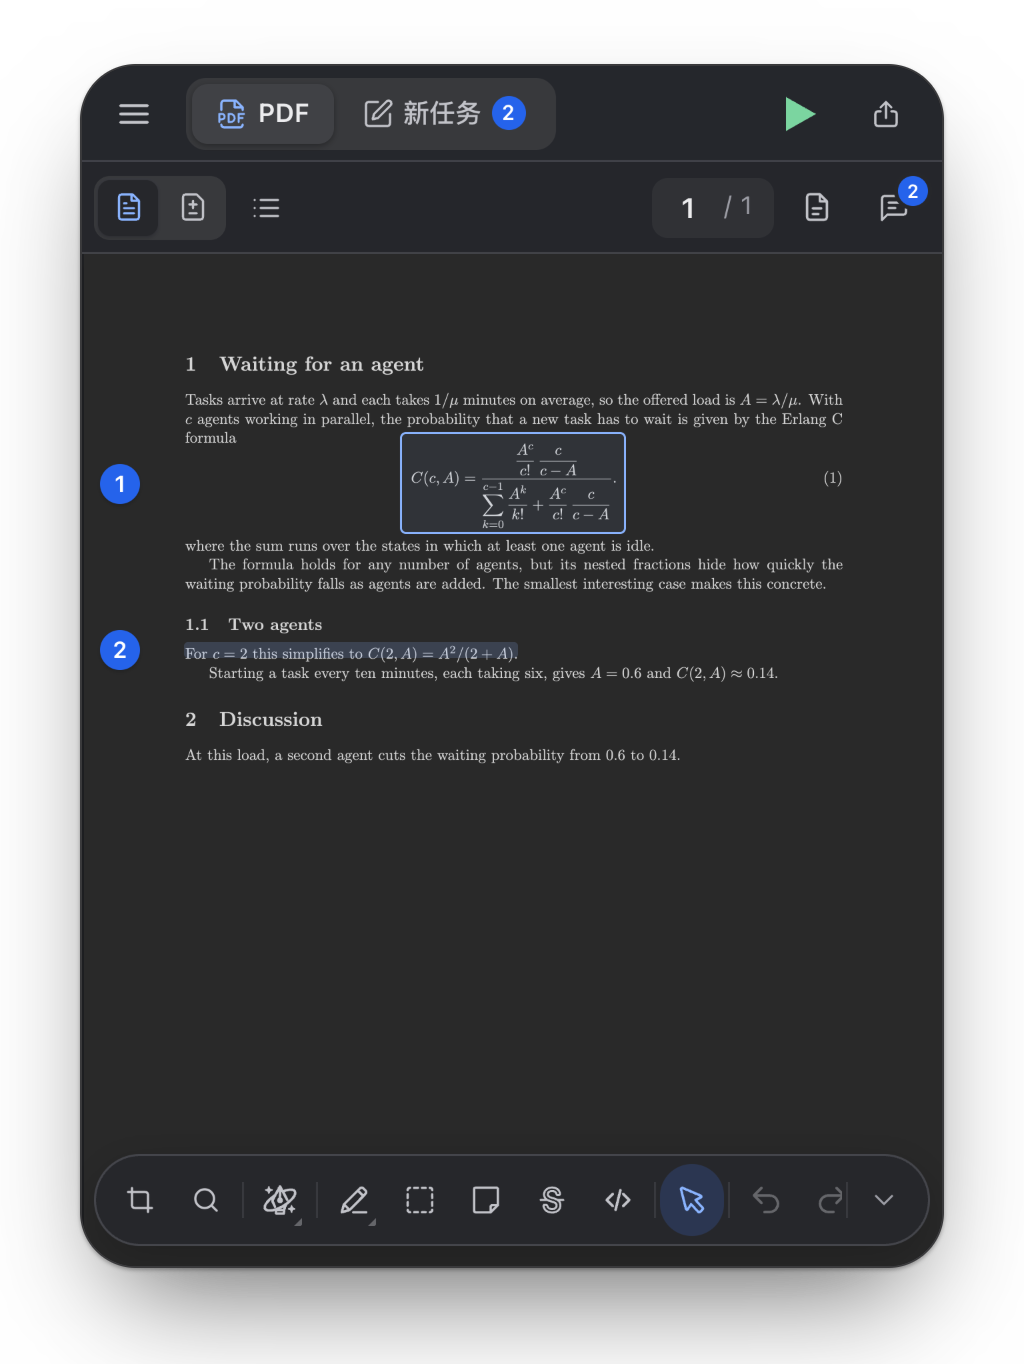 PDF 新任务 2
1 / 1 2
1 Waiting for an agent
Tasks arrive at rate λ and each takes 1/μ minutes on average, so the offered load is A = λ/μ. With
c agents working in parallel, the probability that a new task has to wait is given by the Erlang C
formula
1
C(c, A) = \frac{\frac{A^c}{c!} \frac{c}{c − A}}{\sum_{k=0}^{c−1} \frac{A^k}{k!} + \frac{A^c}{c!} \frac{c}{c − A}}. (1)
where the sum runs over the states in which at least one agent is idle.
The formula holds for any number of agents, but its nested fractions hide how quickly the
waiting probability falls as agents are added. The smallest interesting case makes this concrete.
1.1 Two agents
2
For c = 2 this simplifies to C(2, A) = A²/(2 + A).
Starting a task every ten minutes, each taking six, gives A = 0.6 and C(2, A) ≈ 0.14.
2 Discussion
At this load, a second agent cuts the waiting probability from 0.6 to 0.14.